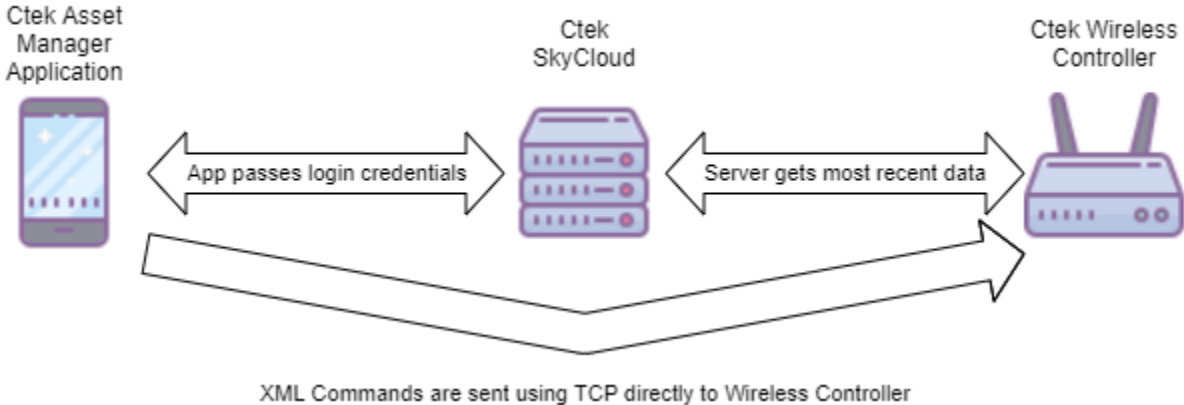 Ctek Asset
Manager
Application
Ctek
SkyCloud
Ctek Wireless
Controller
App passes login credentials
Server gets most recent data
XML Commands are sent using TCP directly to Wireless Controller